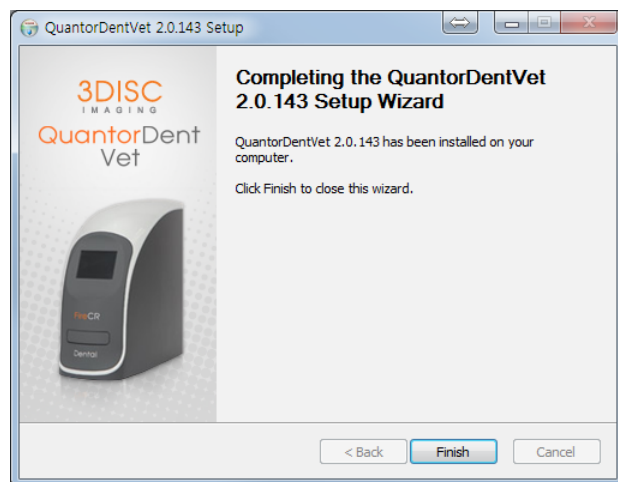 QuantorDentVet 2.0.143 Setup
3DISC
IMAGING
QuantorDent
Vet
FireCR
Dental
Completing the QuantorDentVet
2.0.143 Setup Wizard
QuantorDentVet 2.0.143 has been installed on your
computer.
Click Finish to close this wizard.
< Back
Finish
Cancel